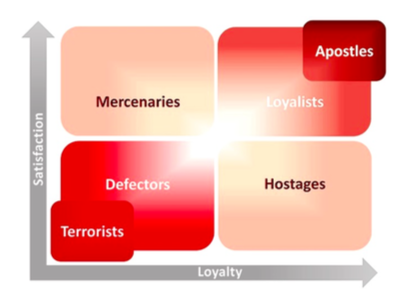 Apostles
Mercenaries
Loyalists
Satisfaction
Defectors
Hostages
Terrorists
Loyalty